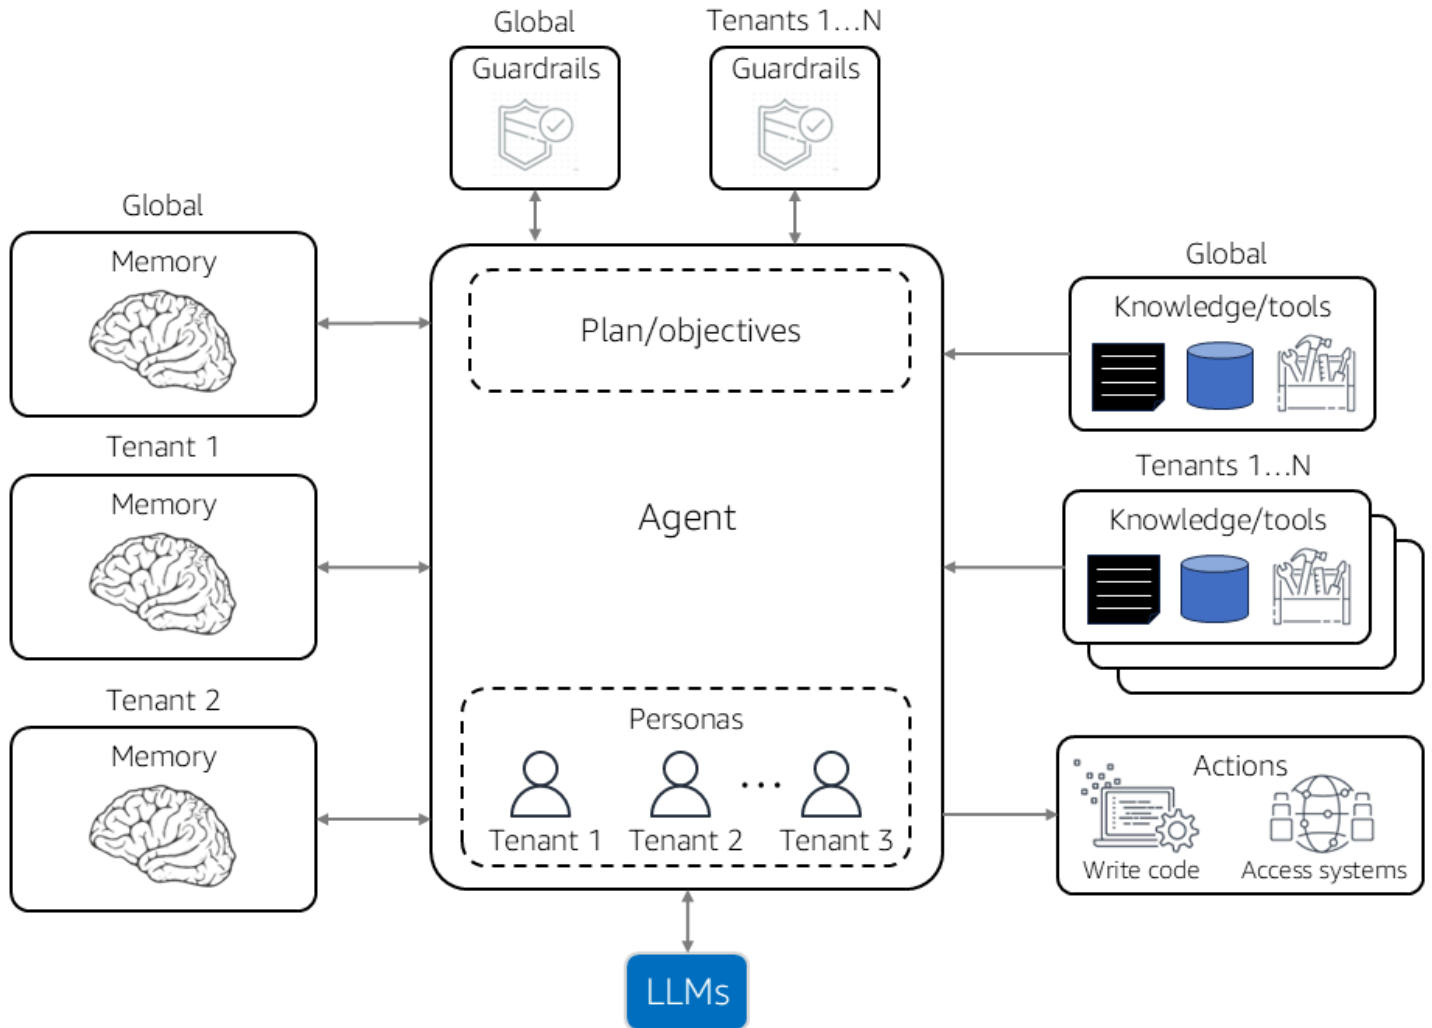 Global
Tenants 1...N
Guardrails
Guardrails
Global
Memory
Tenant 1
Memory
Tenant 2
Memory
Plan/objectives
Agent
Personas
...
Tenant 1
Tenant 2
Tenant 3
LLMs
Global
Knowledge/tools
Tenants 1...N
Knowledge/tools
Actions
Write code
Access systems